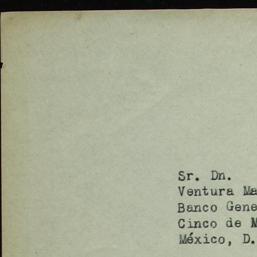 Sr. Dn.
Ventura Ma
Banco Gene
Cinco de M
México, D.